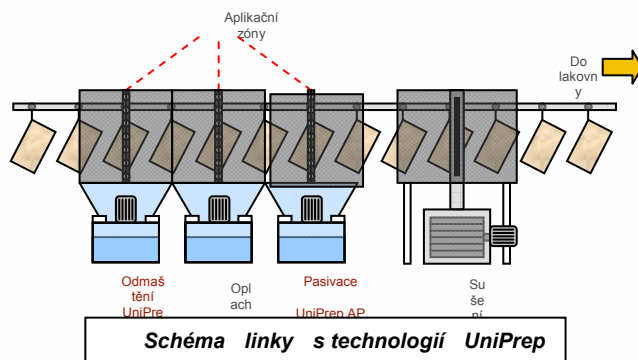 Aplikační
zóny
Do
lakovn
y
Odmaš
tění
UniPre
Opl
ach
Pasivace
UniPrep AP
Su
še
ní
Schéma linky s technologií UniPrep